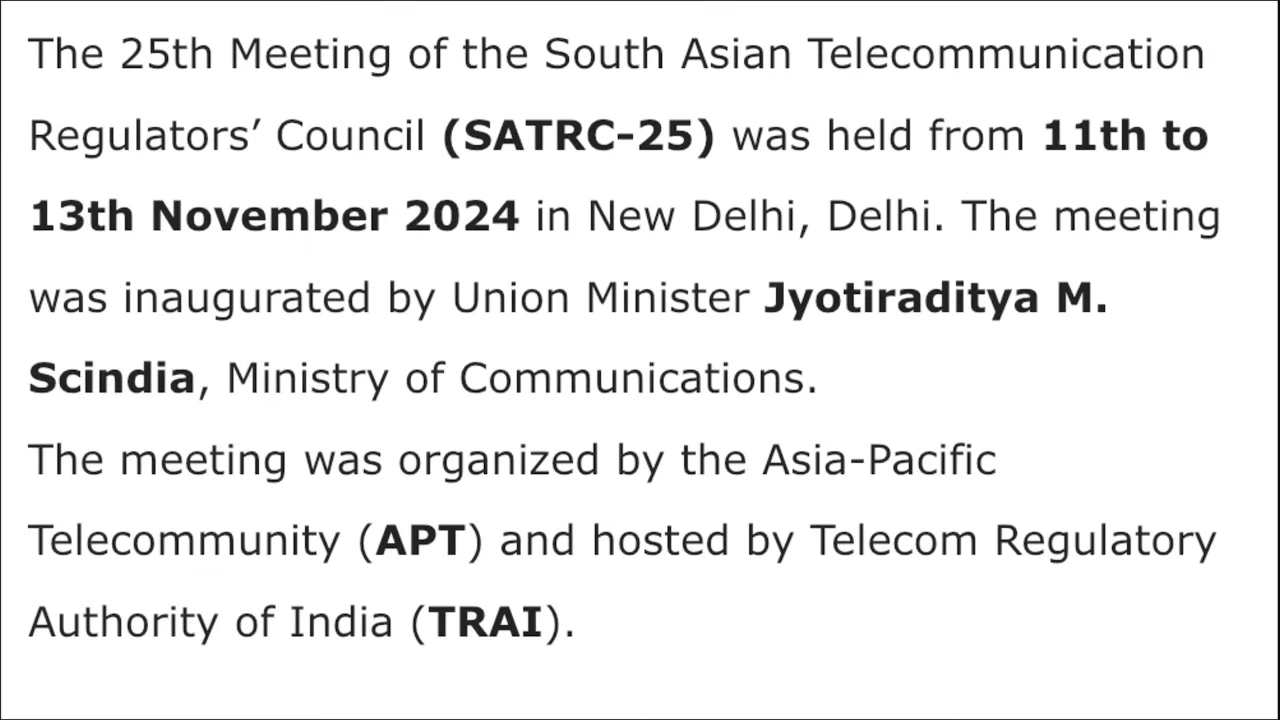 The 25th Meeting of the South Asian Telecommunication
Regulators’ Council (SATRC-25) was held from 11th to
13th November 2024 in New Delhi, Delhi. The meeting
was inaugurated by Union Minister Jyotiraditya M.
Scindia, Ministry of Communications.
The meeting was organized by the Asia-Pacific
Telecommunity (APT) and hosted by Telecom Regulatory
Authority of India (TRAI).